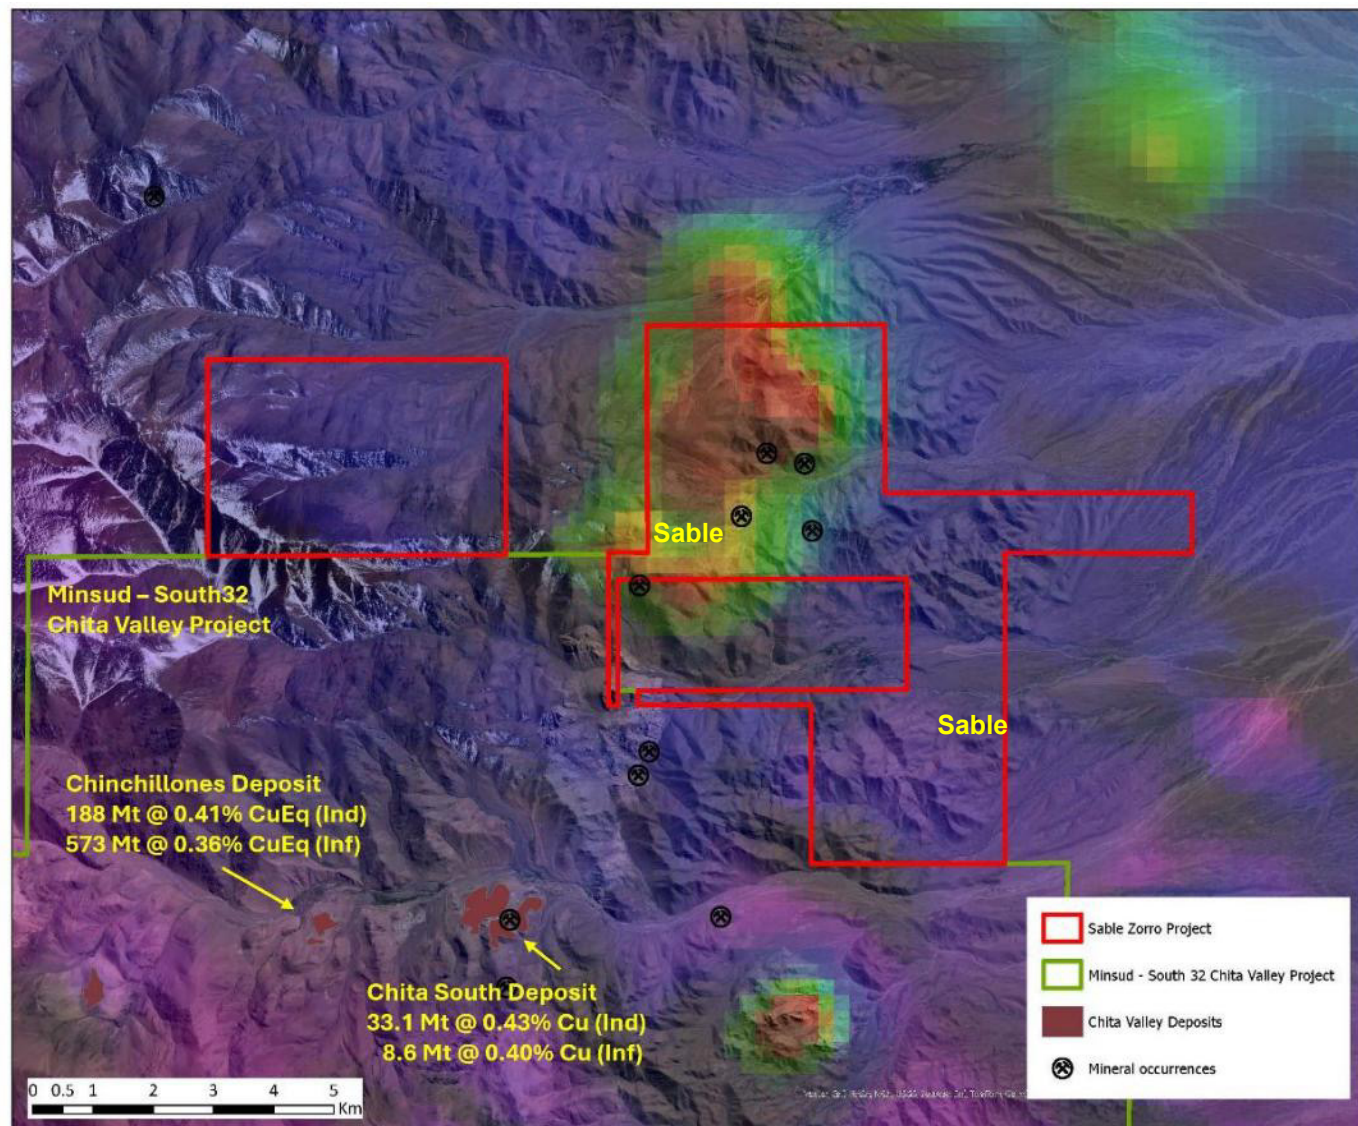 Sable
Minsud – South32
Chita Valley Project
Sable
Chinchillones Deposit
188 Mt @ 0.41% CuEq (Ind)
573 Mt @ 0.36% CuEq (Inf)
Chita South Deposit
33.1 Mt @ 0.43% Cu (Ind)
8.6 Mt @ 0.40% Cu (Inf)
Sable Zorro Project
Minsud - South 32 Chita Valley Project
Chita Valley Deposits
Mineral occurrences
0 0.5 1 2 3 4 5
Km